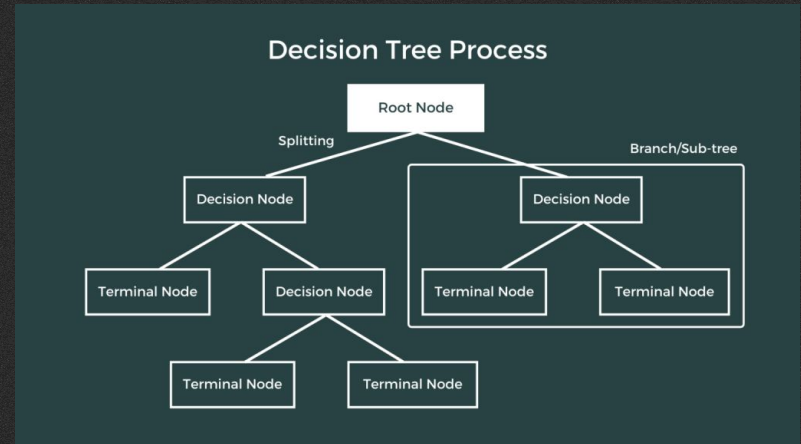 Decision Tree Process
Root Node
Splitting
Branch/Sub-tree
Decision Node
Decision Node
Terminal Node
Decision Node
Terminal Node
Terminal Node
Terminal Node
Terminal Node